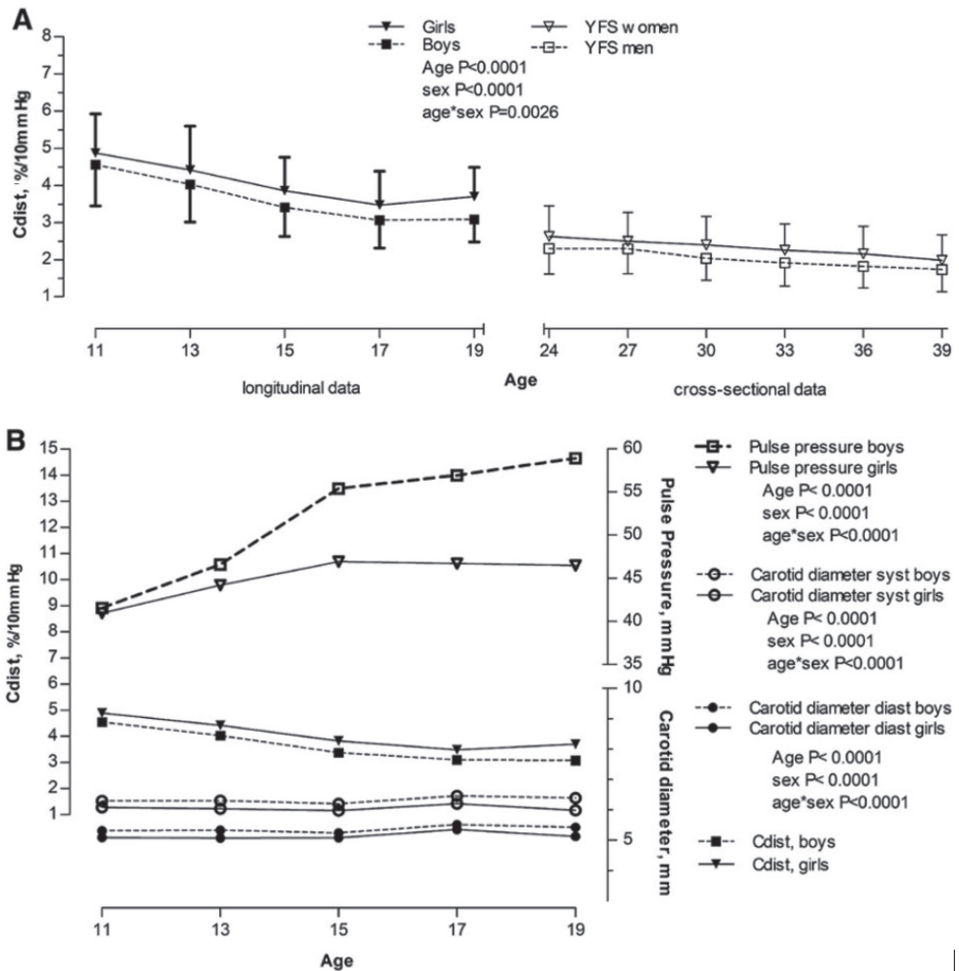 A
Girls
Boys
YFS w omen
YFS men
Age P<0.0001
sex P<0.0001
age*sex P=0.0026
8
7
6
5
4
3
2
1
Cdist, '%/10mmHg
11 13 15 17 19
24 27 30 33 36 39
longitudinal data
Age
cross-sectional data
B
15
14
13
12
11
10
9
8
7
6
5
4
3
2
1
Cdist, %/10mmHg
60
55
50
45
40
35
Pulse Pressure, mmHg
10
5
Carotid diameter, mm
Pulse pressure boys
Pulse pressure girls
Age P< 0.0001
sex P< 0.0001
age*sex P<0.0001
Carotid diameter syst boys
Carotid diameter syst girls
Age P< 0.0001
sex P< 0.0001
age*sex P<0.0001
Carotid diameter diast boys
Carotid diameter diast girls
Age P< 0.0001
sex P< 0.0001
age*sex P<0.0001
Cdist, boys
Cdist, girls
11 13 15 17 19
Age